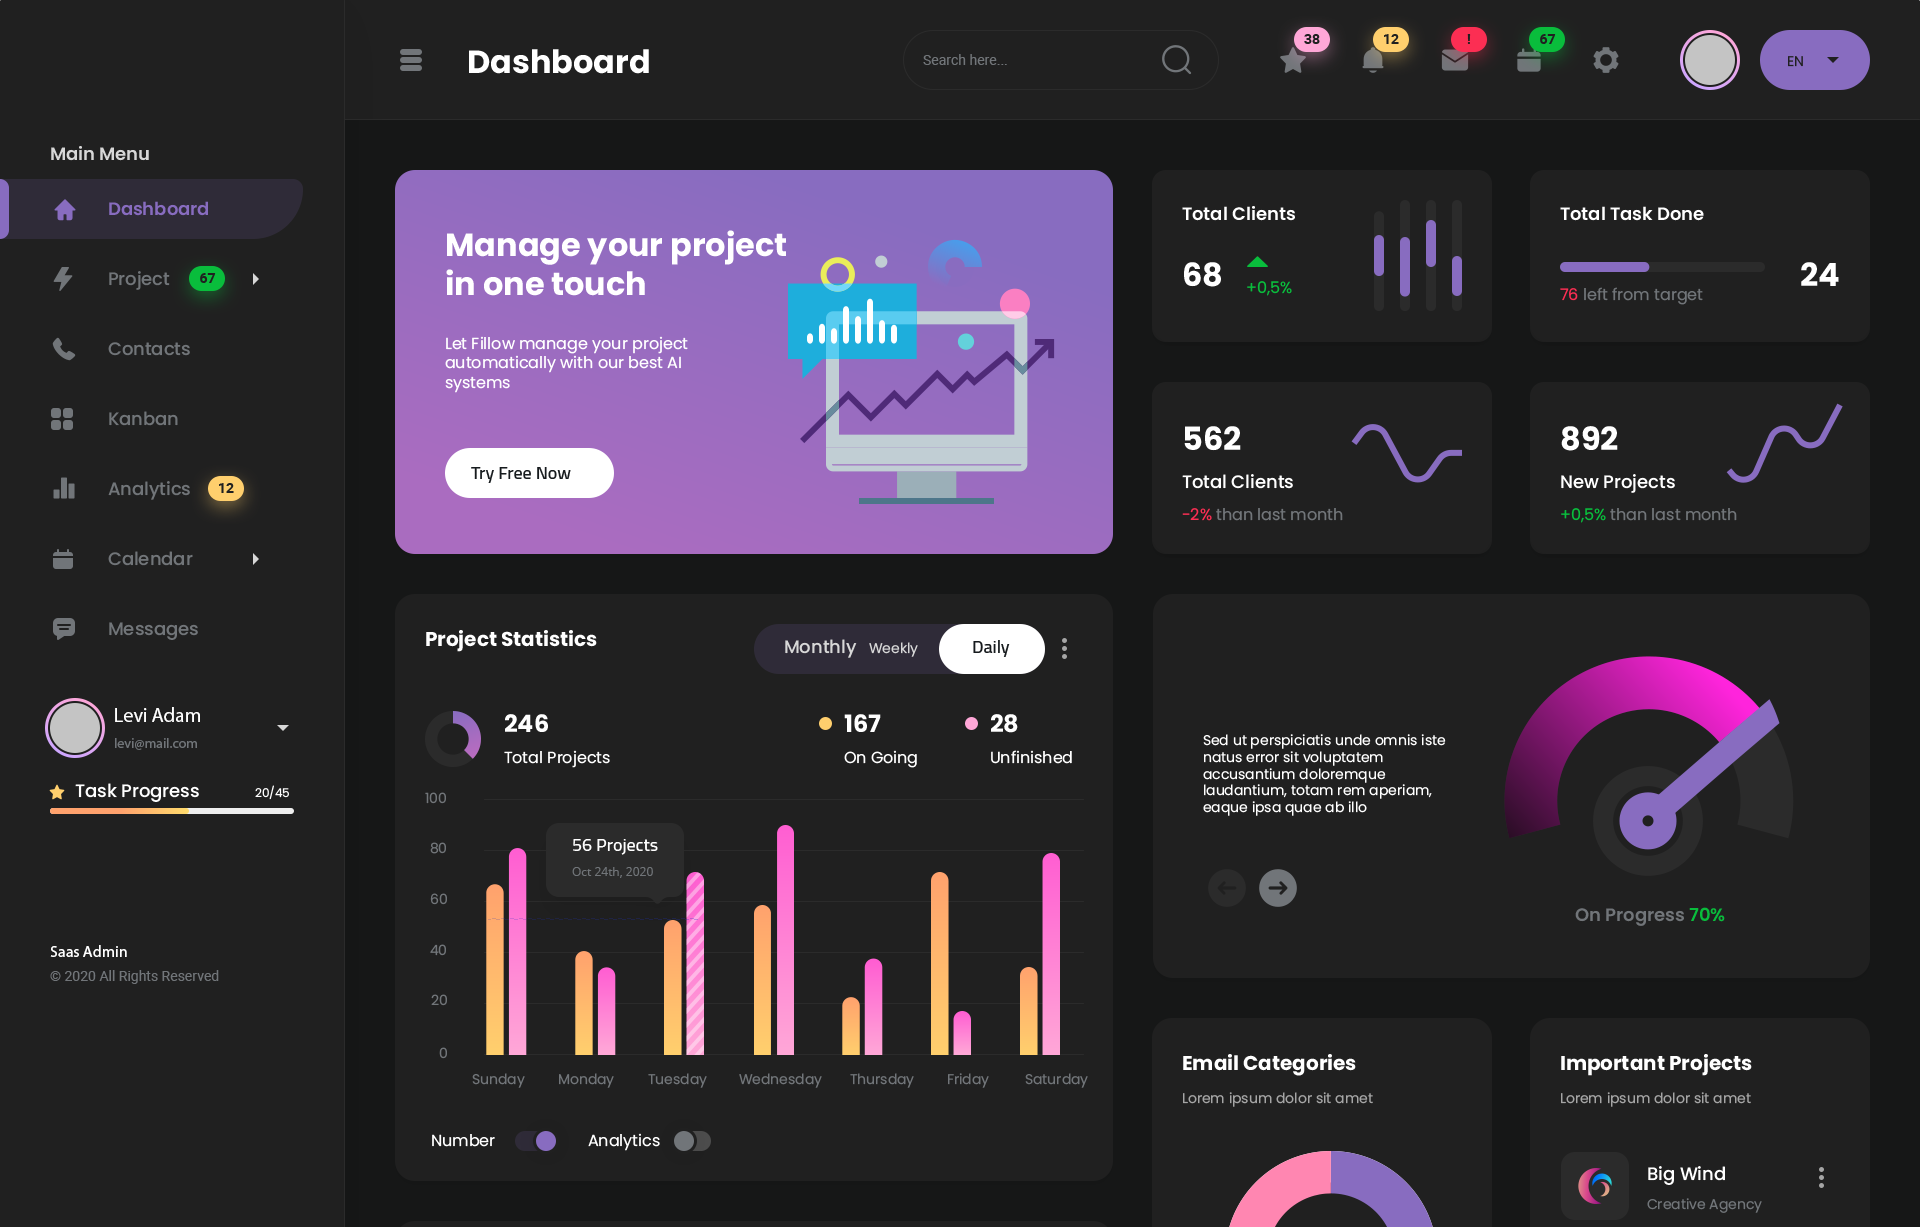 Dashboard
Search here...
38
12
!
67
EN
Main Menu
Dashboard
Project
67
Contacts
Kanban
Analytics
12
Calendar
Messages
Levi Adam
levi@mail.com
Task Progress
20/45
Saas Admin
© 2020 All Rights Reserved
Manage your project
in one touch
Let Fillow manage your project
automatically with our best AI
systems
Try Free Now
Total Clients
68
+0,5%
Total Task Done
76 left from target
24
562
Total Clients
-2% than last month
892
New Projects
+0,5% than last month
Project Statistics
Monthly
Weekly
Daily
246
Total Projects
167
On Going
28
Unfinished
100
80
60
40
20
0
56 Projects
Oct 24th, 2020
Sunday
Monday
Tuesday
Wednesday
Thursday
Friday
Saturday
Number
Analytics
Sed ut perspiciatis unde omnis iste
natus error sit voluptatem
accusantium doloremque
laudantium, totam rem aperiam,
eaque ipsa quae ab illo
On Progress 70%
Email Categories
Lorem ipsum dolor sit amet
Important Projects
Lorem ipsum dolor sit amet
Big Wind
Creative Agency